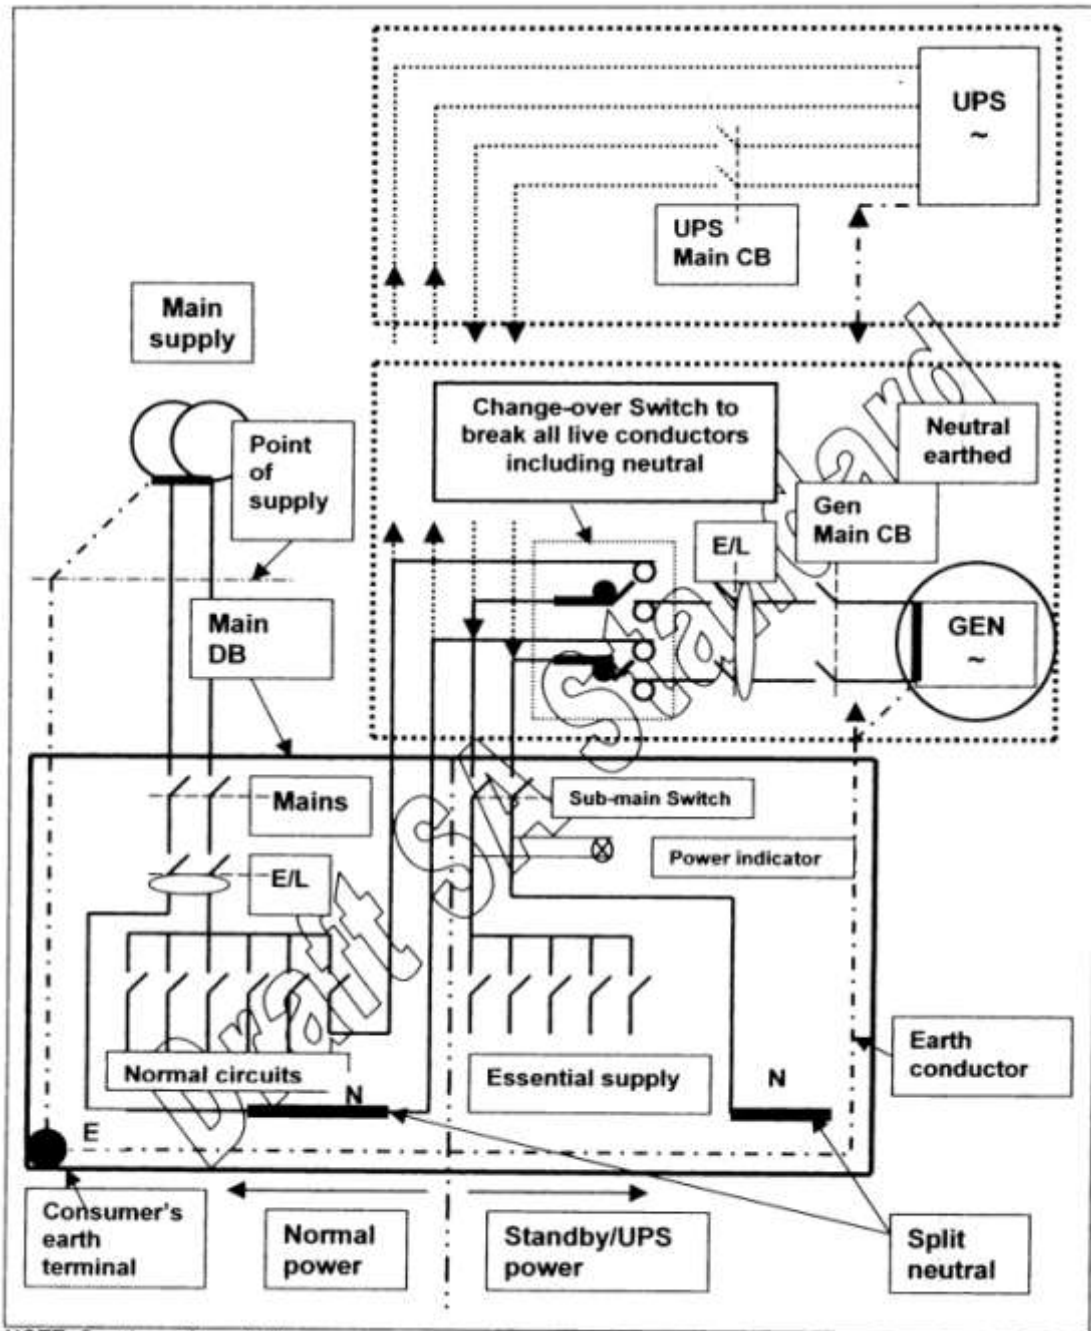 UPS
~
UPS
Main CB
Main
supply
Change-over Switch to
break all live conductors
including neutral
Neutral
earthed
Point
of
supply
Gen
Main CB
E/L
Main
DB
GEN
~
Mains
Sub-main Switch
Power indicator
E/L
Normal circuits
N
Essential supply
N
Earth
conductor
E
Consumer's
earth
terminal
Normal
power
Standby/UPS
power
Split
neutral
Draft SA Standard